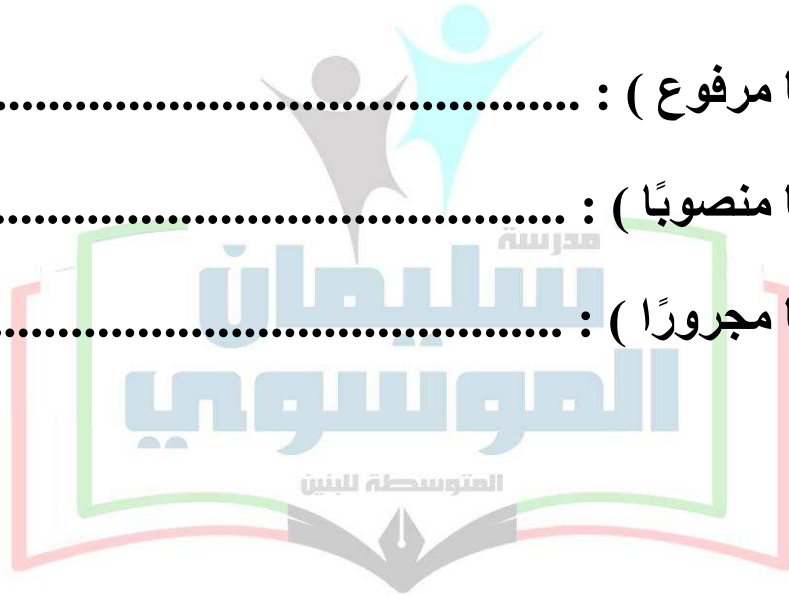 ا مرفوع ) : ............................................
ا منصوبًا ) : ............................................
مدرسة
سليمان
ا مجرورًا ) : ............................................
الموسوي
المتوسطة للبنين